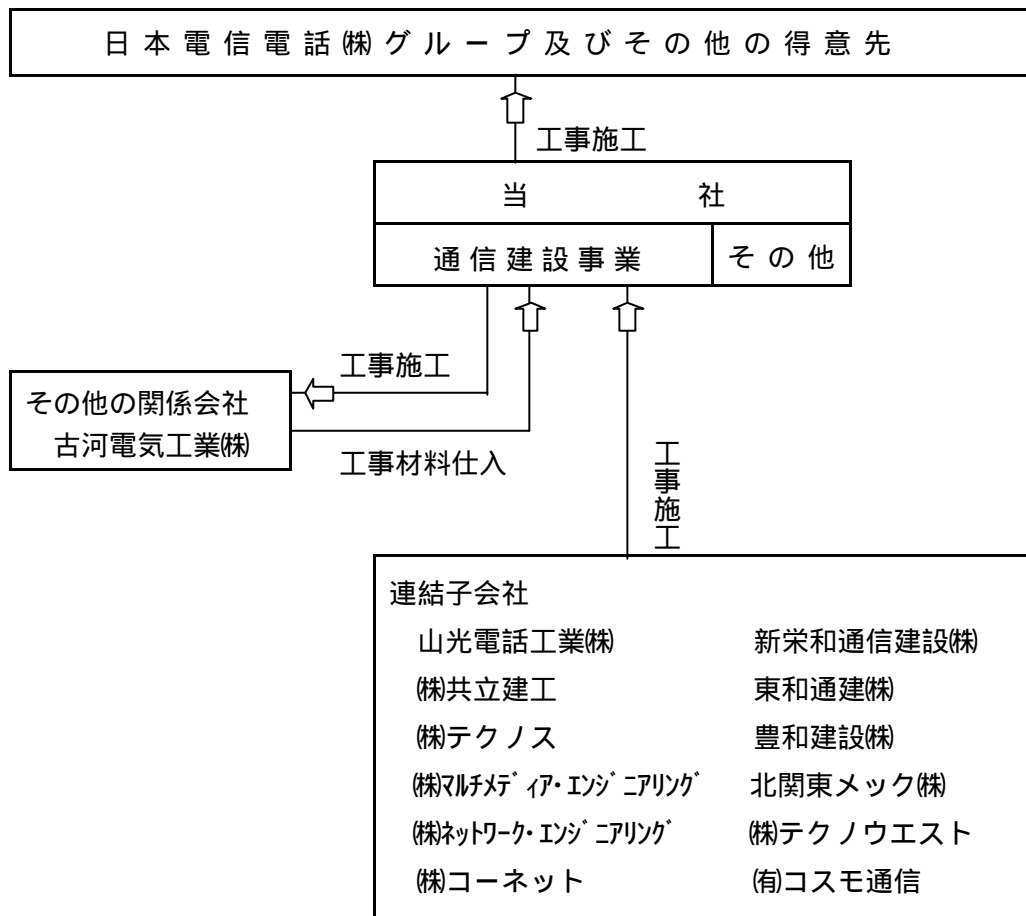 日本電信電話㈱グループ及びその他の得意先
工事施工
当社
通信建設事業 その他
工事施工
その他の関係会社
古河電気工業㈱
工事材料仕入
工事施工
連結子会社
山光電話工業㈱ 新栄和通信建設㈱
㈱共立建工 東和通建㈱
㈱テクノス 豊和建設㈱
㈱ﾏﾙﾁﾒﾃﾞｨｱ・ｴﾝｼﾞﾆｱﾘﾝｸﾞ 北関東メック㈱
㈱ﾈｯﾄﾜｰｸ・ｴﾝｼﾞﾆｱﾘﾝｸﾞ ㈱テクノウエスト
㈱コーネット ㈲コスモ通信